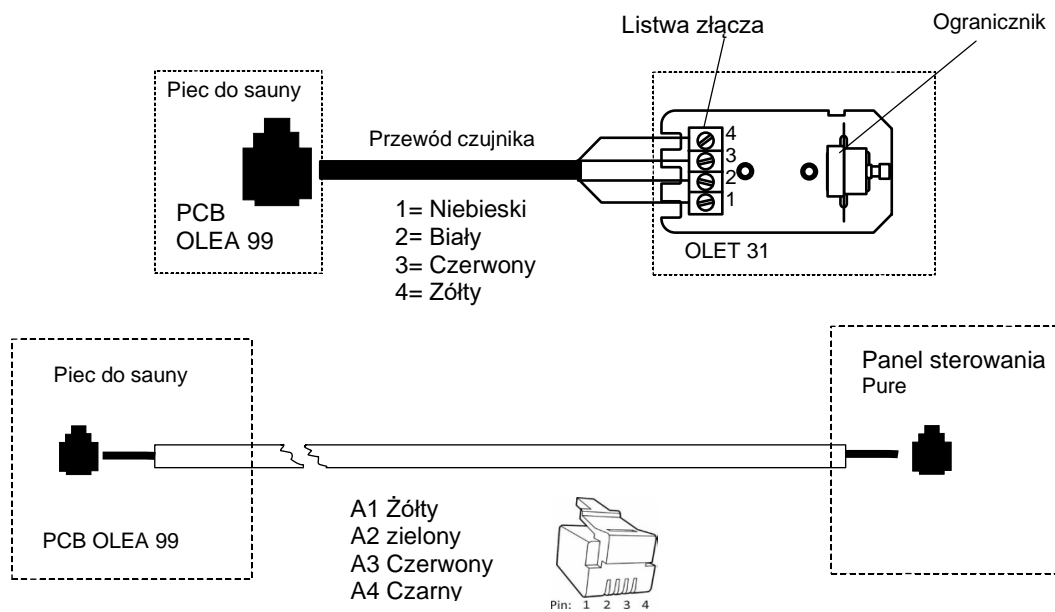 Listwa złącza
Ogranicznik
Piec do sauny
Przewód czujnika
4
3
2
1
PCB
OLEA 99
1= Niebieski
2= Biały
3= Czerwony
4= Zółty
OLET 31
Piec do sauny
Panel sterowania
Pure
PCB OLEA 99
A1 Żółty
A2 zielony
A3 Czerwony
A4 Czarny
Pin: 1 2 3 4